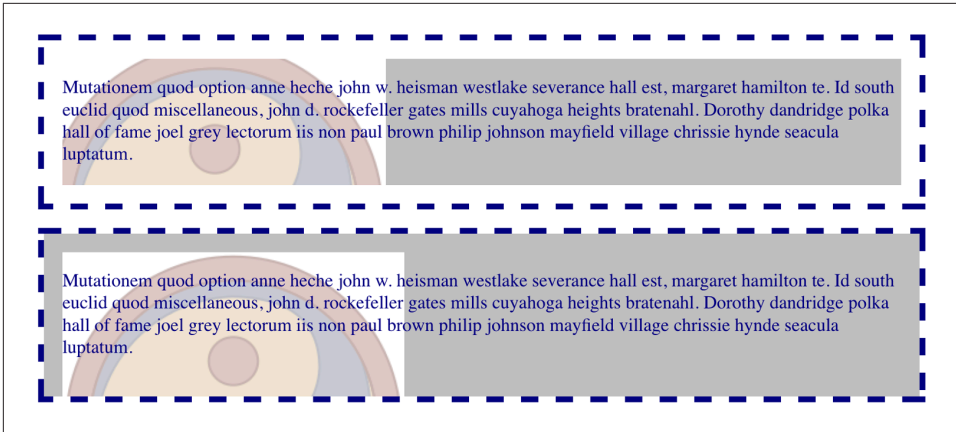 Mutationem quod option anne heche john w. heisman westlake severance hall est, margaret hamilton te. Id south
euclid quod miscellaneous, john d. rockefeller gates mills cuyahoga heights bratenahl. Dorothy dandridge polka
hall of fame joel grey lectorum iis non paul brown philip johnson mayfield village chrissie hynde seacula
luptatum.
Mutationem quod option anne heche john w. heisman westlake severance hall est, margaret hamilton te. Id south
euclid quod miscellaneous, john d. rockefeller gates mills cuyahoga heights bratenahl. Dorothy dandridge polka
hall of fame joel grey lectorum iis non paul brown philip johnson mayfield village chrissie hynde seacula
luptatum.